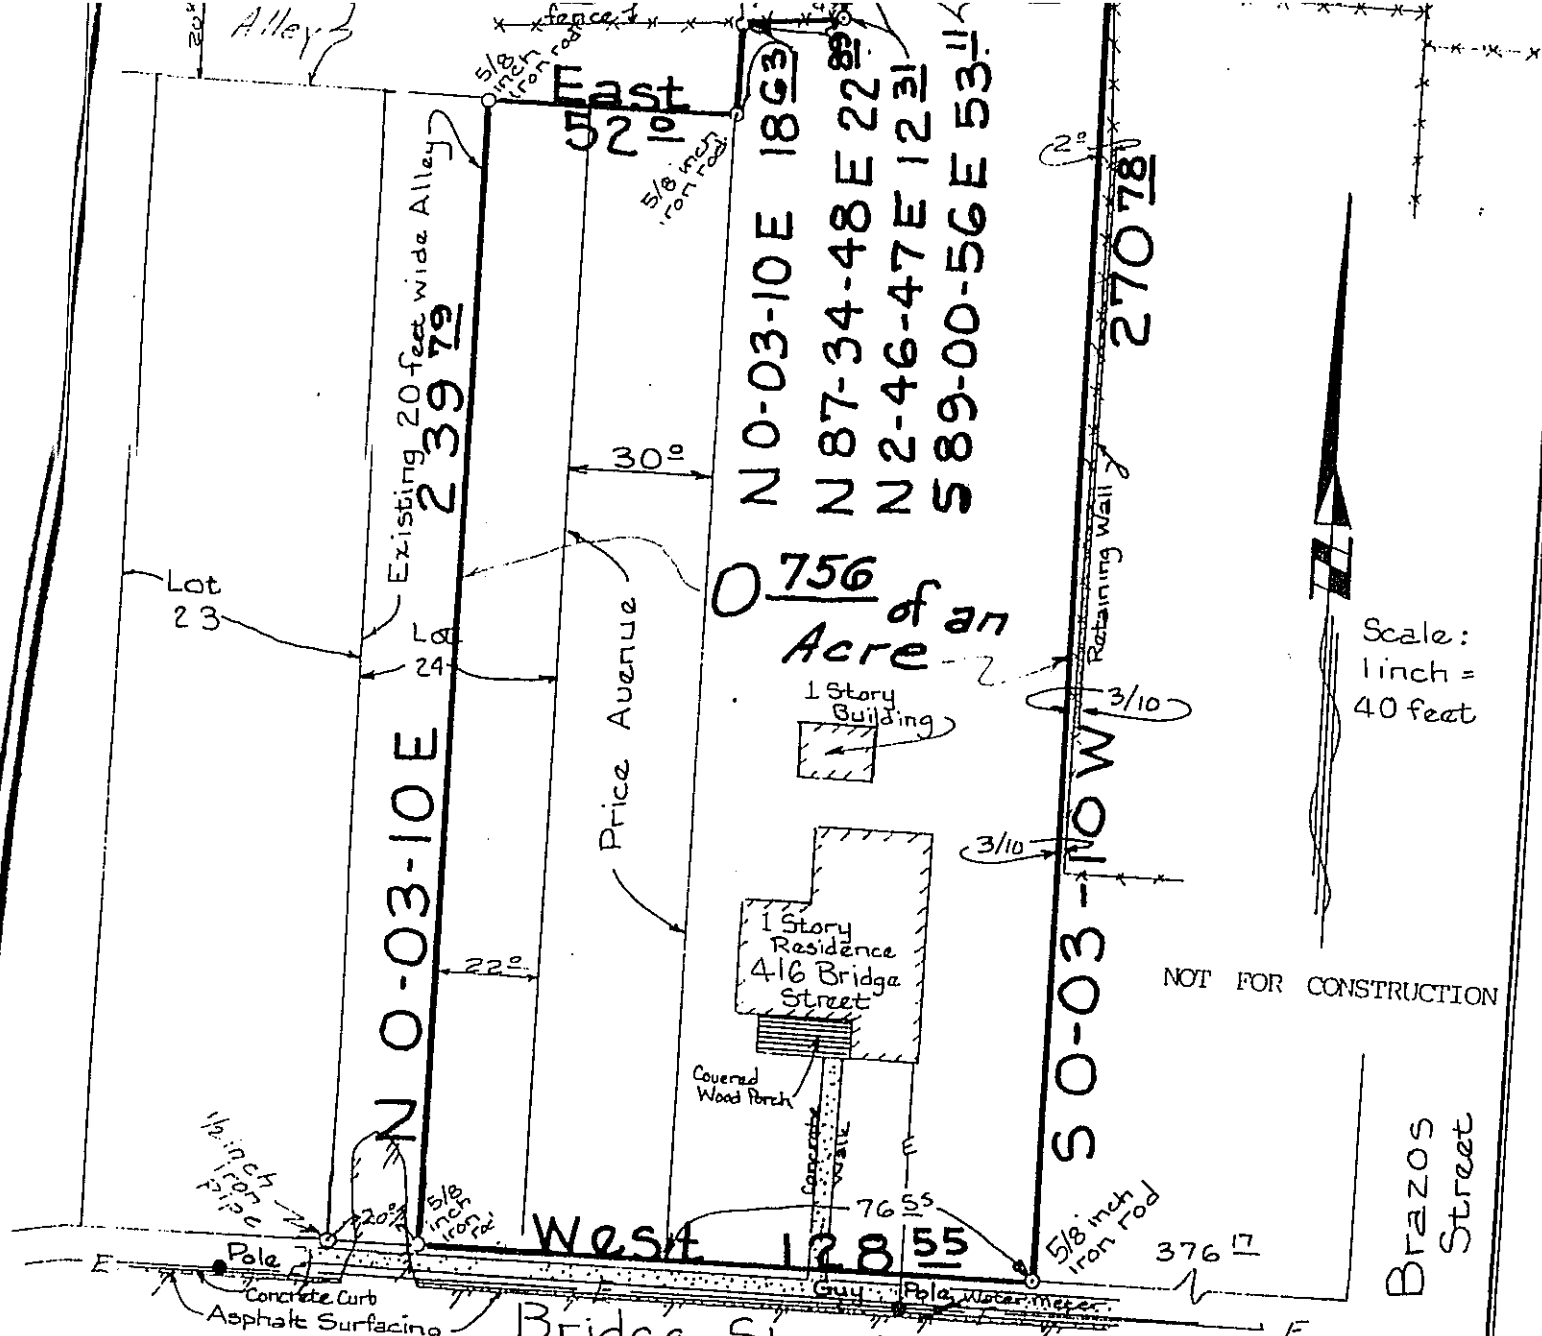 20°
Alley
fence
5/8
inch
iron rod
East
52 10
5/8 inch
iron rod
N 0-03-10 E 18 63
N 87-34-48 E 22 89
N 2-46-47 E 12 31
S 89-00-56 E 53 11
2°
270 78
Existing 20 feet wide Alley
239 79
N 0-03-10 E
30°
Lot
23
Lot
24
Price Avenue
0 756 of an
Acre
1 Story
Building
Retaining Wall
3/10
3/10
S 0-03-10 W
Scale:
1 inch =
40 feet
N
1 Story
Residence
416 Bridge
Street
22°
NOT FOR CONSTRUCTION
Covered
Wood Porch
Concrete
Walk
E
1/2 inch
iron
pipe
20°
5/8
inch
iron rod
76 55
West 128 55
5/8 inch
iron rod
376 17
Brazos
Street
E
Pole
Concrete Curb
Asphalt Surfacing
Guy Pole Water meter
Bridge St
E